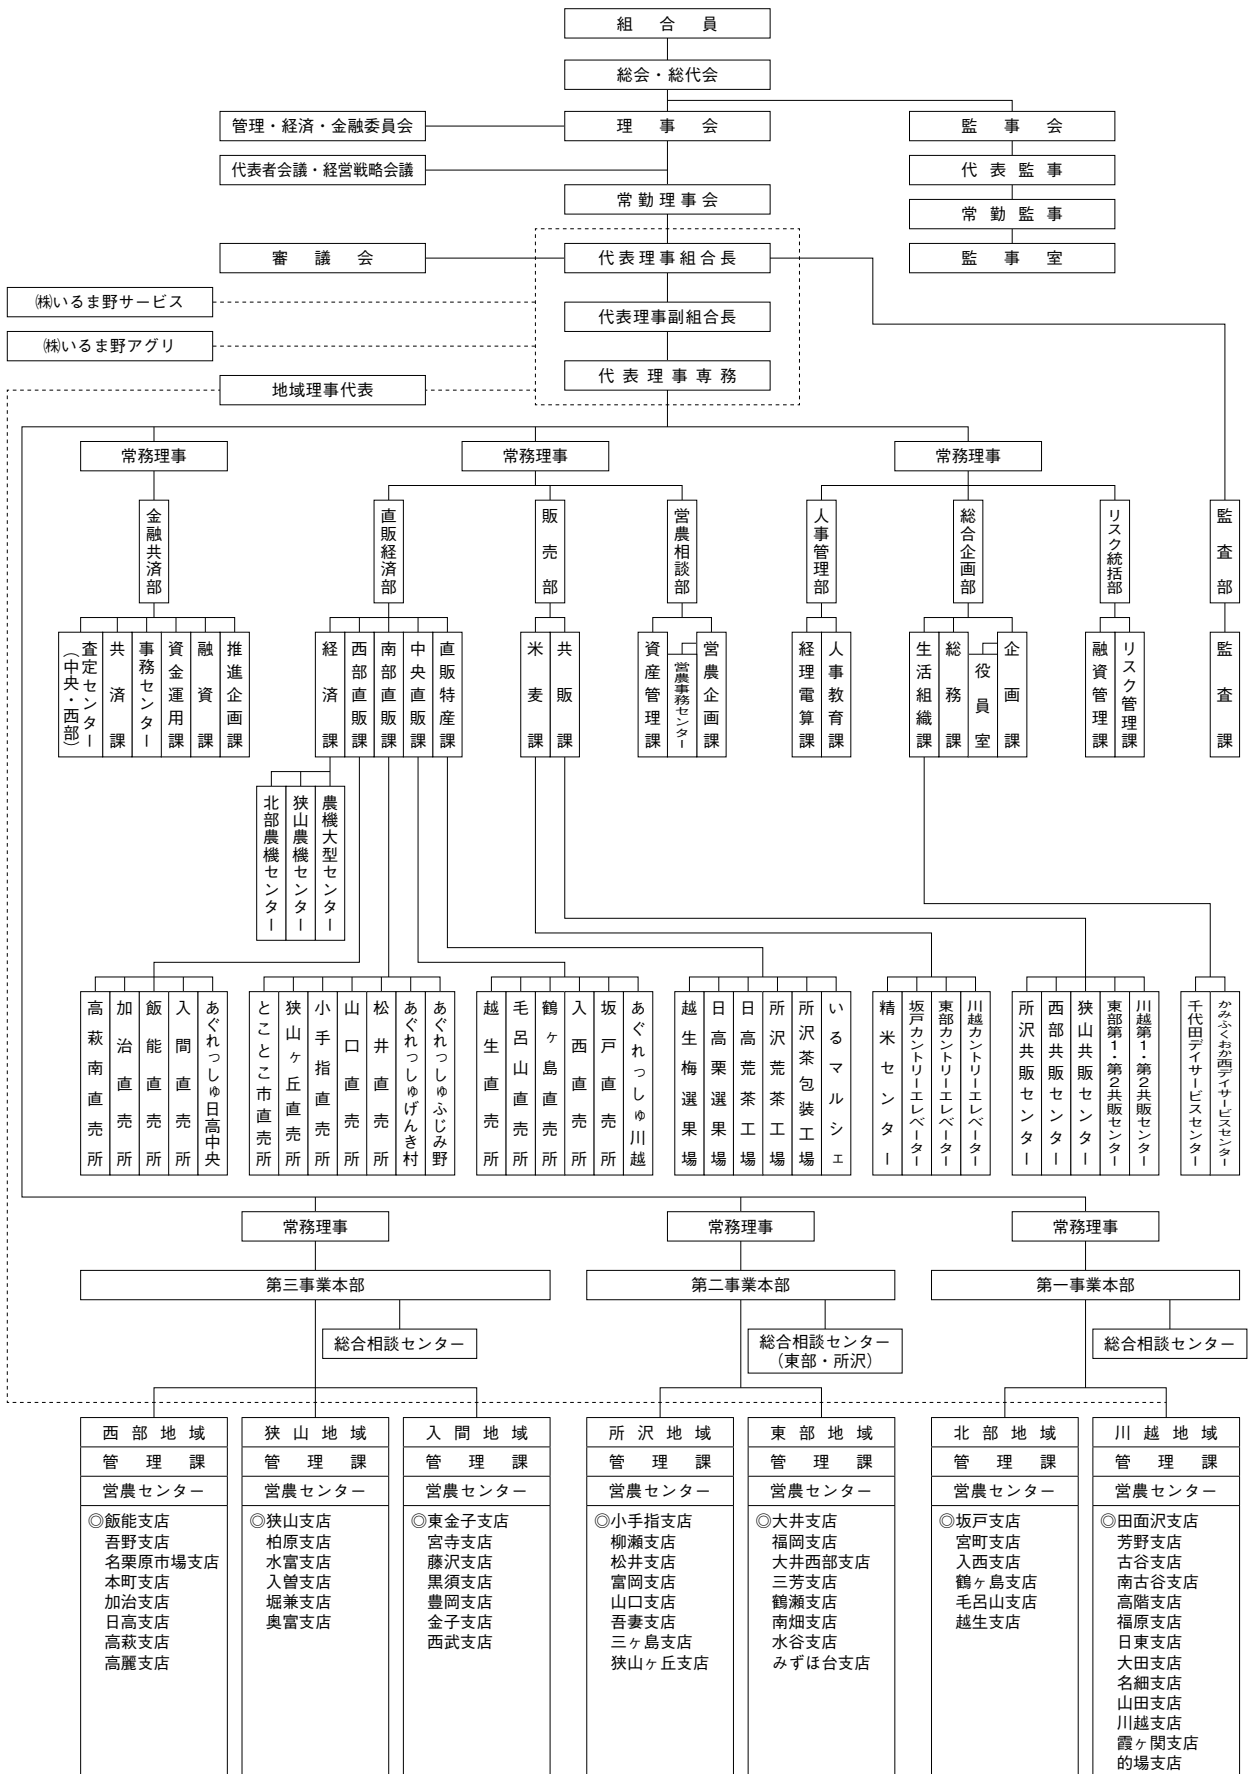 組合員
総会・総代会
管理・経済・金融委員会
理事会
監事会
代表者会議・経営戦略会議
代表監事
常勤理事会
常勤監事
審議会
代表理事組合長
監事室
㈱いるま野サービス
代表理事副組合長
㈱いるま野アグリ
代表理事専務
地域理事代表
常務理事
常務理事
常務理事
金融共済部
直販経済部
販売部
営農相談部
人事管理部
総合企画部
リスク統括部
監査部
査定センター
（中央・西部）
共済課
事務センター
資金運用課
融資課
推進企画課
経済課
西部直販課
南部直販課
中央直販課
直販特産課
米麦課
共販課
資産管理課
営農事務センター
営農企画課
経理電算課
人事教育課
生活組織課
総務課
役員室
企画課
融資管理課
リスク管理課
監査課
北部農機センター
狭山農機センター
農機大型センター
高萩南直売所
加治直売所
飯能直売所
入間直売所
あぐれっしゅ日高中央
とことこ市直売所
狭山ヶ丘直売所
小手指直売所
山口直売所
松井直売所
あぐれっしゅげんき村
あぐれっしゅふじみ野
越生直売所
毛呂山直売所
鶴ヶ島直売所
入西直売所
坂戸直売所
あぐれっしゅ川越
越生梅選果場
日高栗選果場
日高荒茶工場
所沢荒茶工場
所沢茶包装工場
いるマルシェ
精米センター
坂戸カントリーエレベーター
東部カントリーエレベーター
川越カントリーエレベーター
所沢共販センター
西部共販センター
狭山共販センター
東部第1・第2共販センター
川越第1・第2共販センター
千代田デイサービスセンター
かみふくおか西デイサービスセンター
常務理事
常務理事
常務理事
第三事業本部
第二事業本部
第一事業本部
総合相談センター
総合相談センター
（東部・所沢）
総合相談センター
西部地域
管理課
営農センター
◎飯能支店
吾野支店
名栗原市場支店
本町支店
加治支店
日高支店
高萩支店
高麗支店
狭山地域
管理課
営農センター
◎狭山支店
柏原支店
水富支店
入曽支店
堀兼支店
奥富支店
入間地域
管理課
営農センター
◎東金子支店
宮寺支店
藤沢支店
黒須支店
豊岡支店
金子支店
西武支店
所沢地域
管理課
営農センター
◎小手指支店
柳瀬支店
松井支店
富岡支店
山口支店
吾妻支店
三ヶ島支店
狭山ヶ丘支店
東部地域
管理課
営農センター
◎大井支店
福岡支店
大井西部支店
三芳支店
鶴瀬支店
南畑支店
水谷支店
みずほ台支店
北部地域
管理課
営農センター
◎坂戸支店
宮町支店
入西支店
鶴ヶ島支店
毛呂山支店
越生支店
川越地域
管理課
営農センター
◎田面沢支店
芳野支店
古谷支店
南古谷支店
高階支店
福原支店
日東支店
大田支店
名細支店
山田支店
川越支店
霞ヶ関支店
的場支店